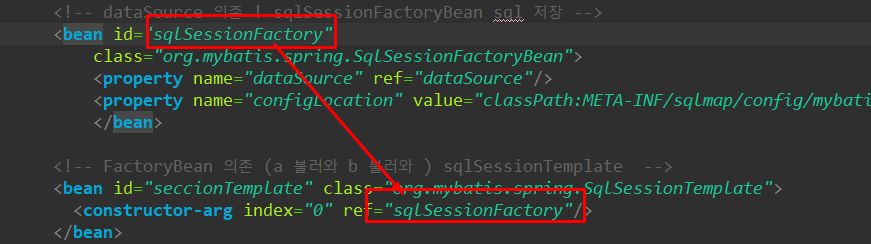 <!-- dataSource 의존 | sqlSessionFactoryBean sql 저장 -->
<bean id="sqlSessionFactory"
class="org.mybatis.spring.SqlSessionFactoryBean">
<property name="dataSource" ref="dataSource"/>
<property name="configLocation" value="classPath:META-INF/sqlmap/config/mybati
</bean>
<!-- FactoryBean 의존 (a 불러와 b 불러와 ) sqlSessionTemplate -->
<bean id="seccionTemplate" class="org.mybatis.spring.SqlSessionTemplate">
<constructor-arg index="0" ref="sqlSessionFactory"/>
</bean>